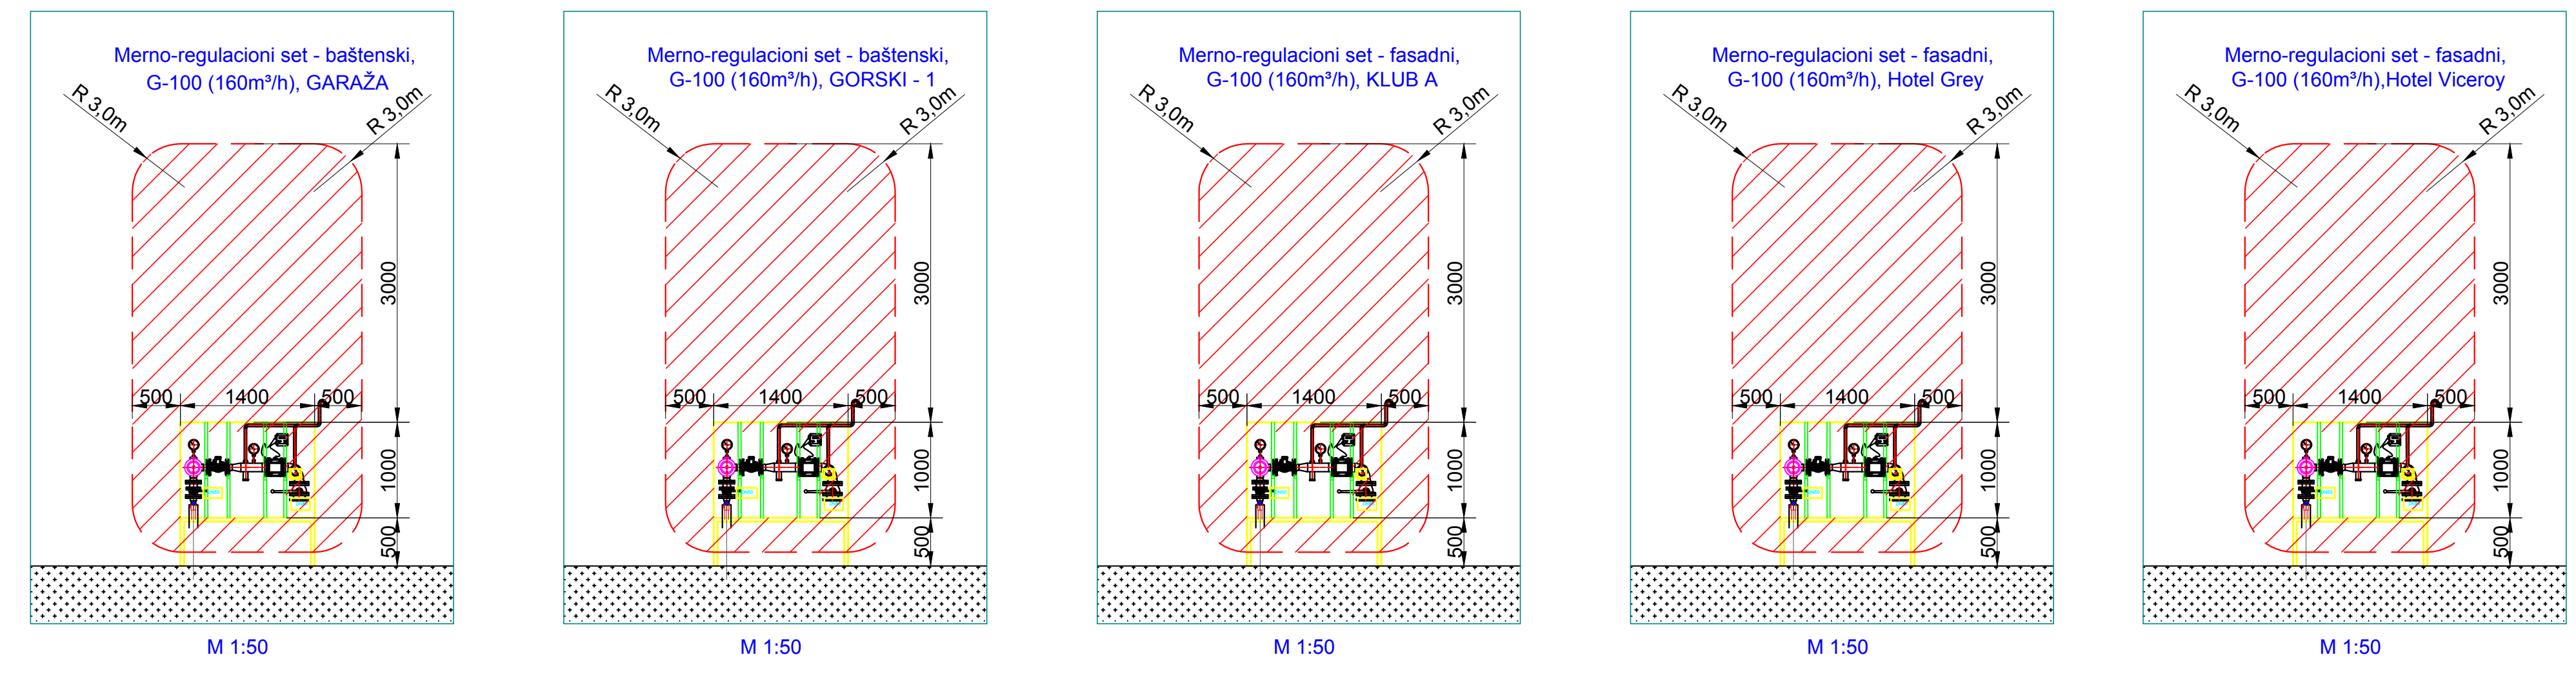 Merno-regulacioni set - baštenski,
G-100 (160m³/h), GARAŽA
R 3,0m
R 3,0m
3000
500
1400
500
1000
500
M 1:50
Merno-regulacioni set - baštenski,
G-100 (160m³/h), GORSKI - 1
R 3,0m
R 3,0m
3000
500
1400
500
1000
500
M 1:50
Merno-regulacioni set - fasadni,
G-100 (160m³/h), KLUB A
R 3,0m
R 3,0m
3000
500
1400
500
1000
500
M 1:50
Merno-regulacioni set - fasadni,
G-100 (160m³/h), Hotel Grey
R 3,0m
R 3,0m
3000
500
1400
500
1000
500
M 1:50
Merno-regulacioni set - fasadni,
G-100 (160m³/h),Hotel Viceroy
R 3,0m
R 3,0m
3000
500
1400
500
1000
500
M 1:50